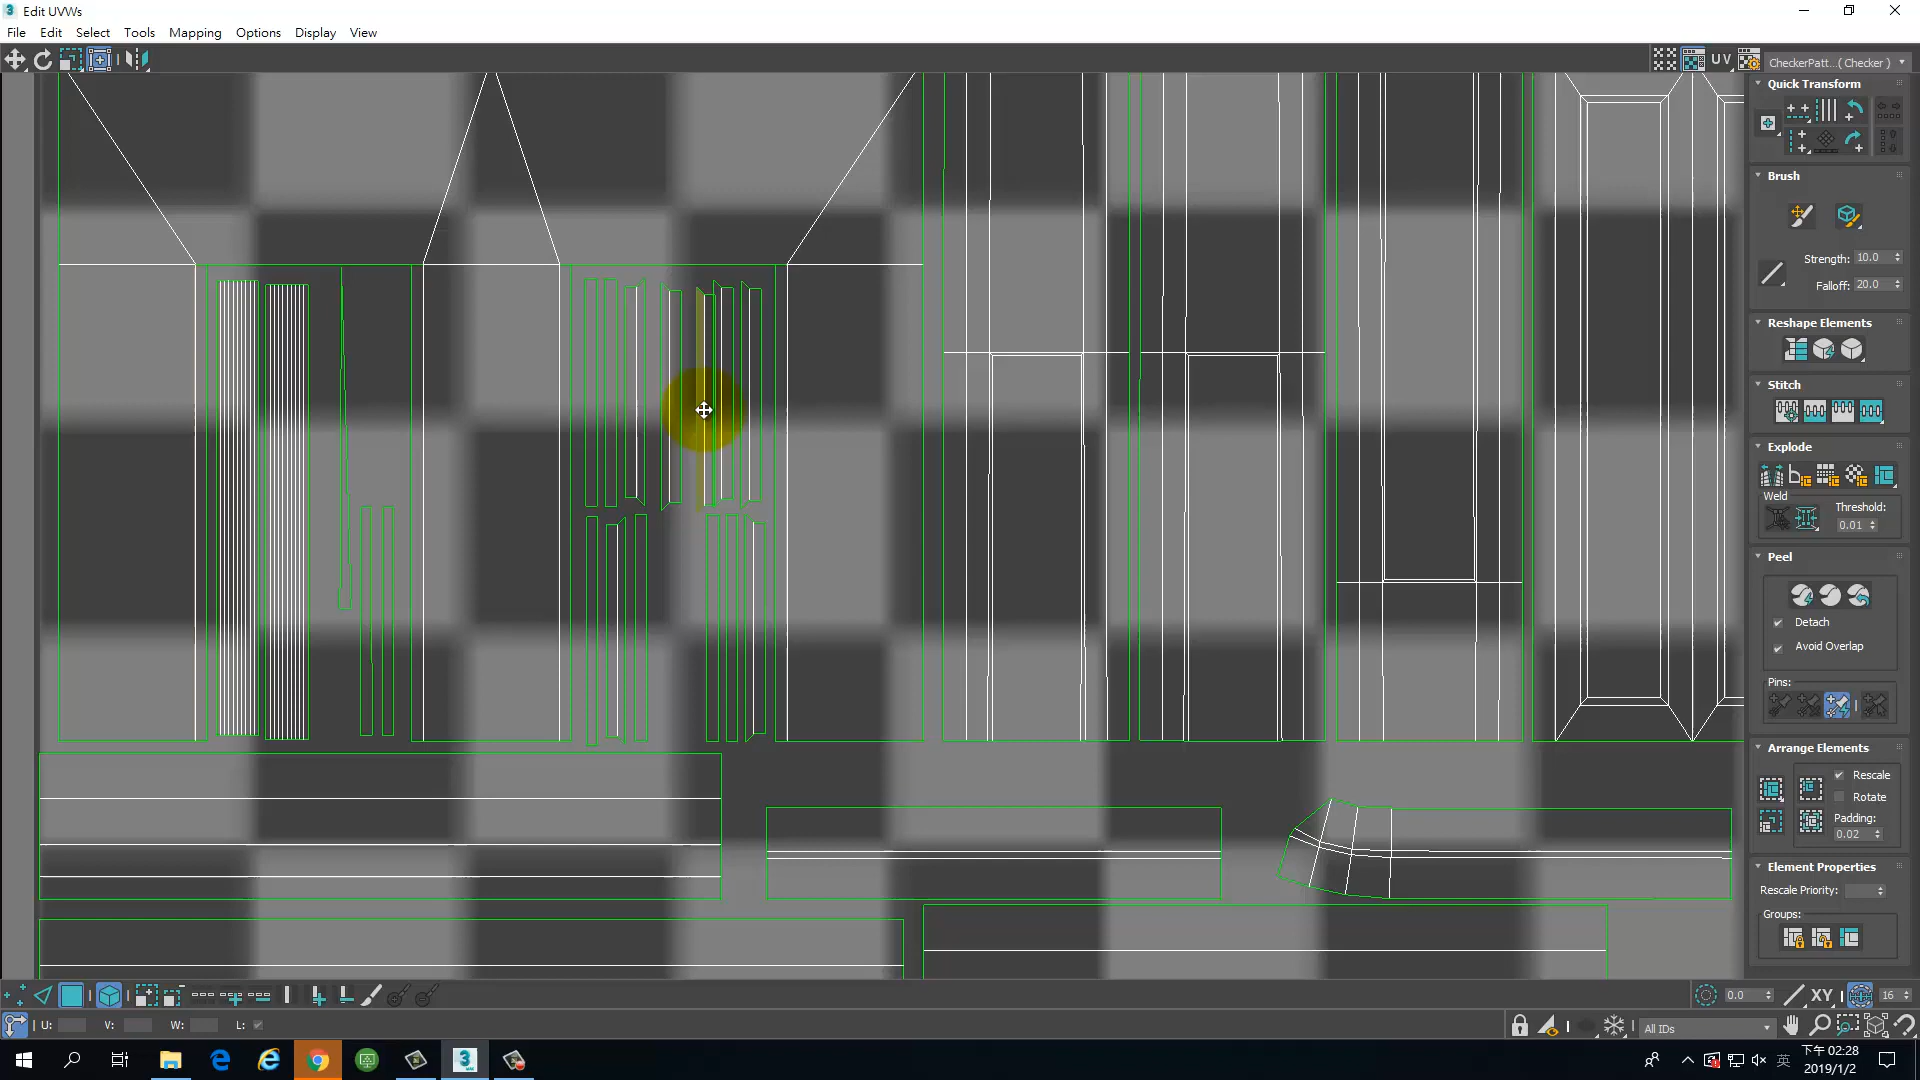 Edit UVWs
File Edit Select Tools Mapping Options Display View
UV CheckerPatt...( Checker )
Quick Transform
Brush
Strength: 10.0
Falloff: 20.0
Reshape Elements
Stitch
Explode
Weld
Threshold:
0.01
Peel
Detach
Avoid Overlap
Pins:
Arrange Elements
Rescale
Rotate
Padding:
0.02
Element Properties
Rescale Priority:
Groups:
0.0 XY 16
U: V: W: L: All IDs
英 下午 02:28
2019/1/2